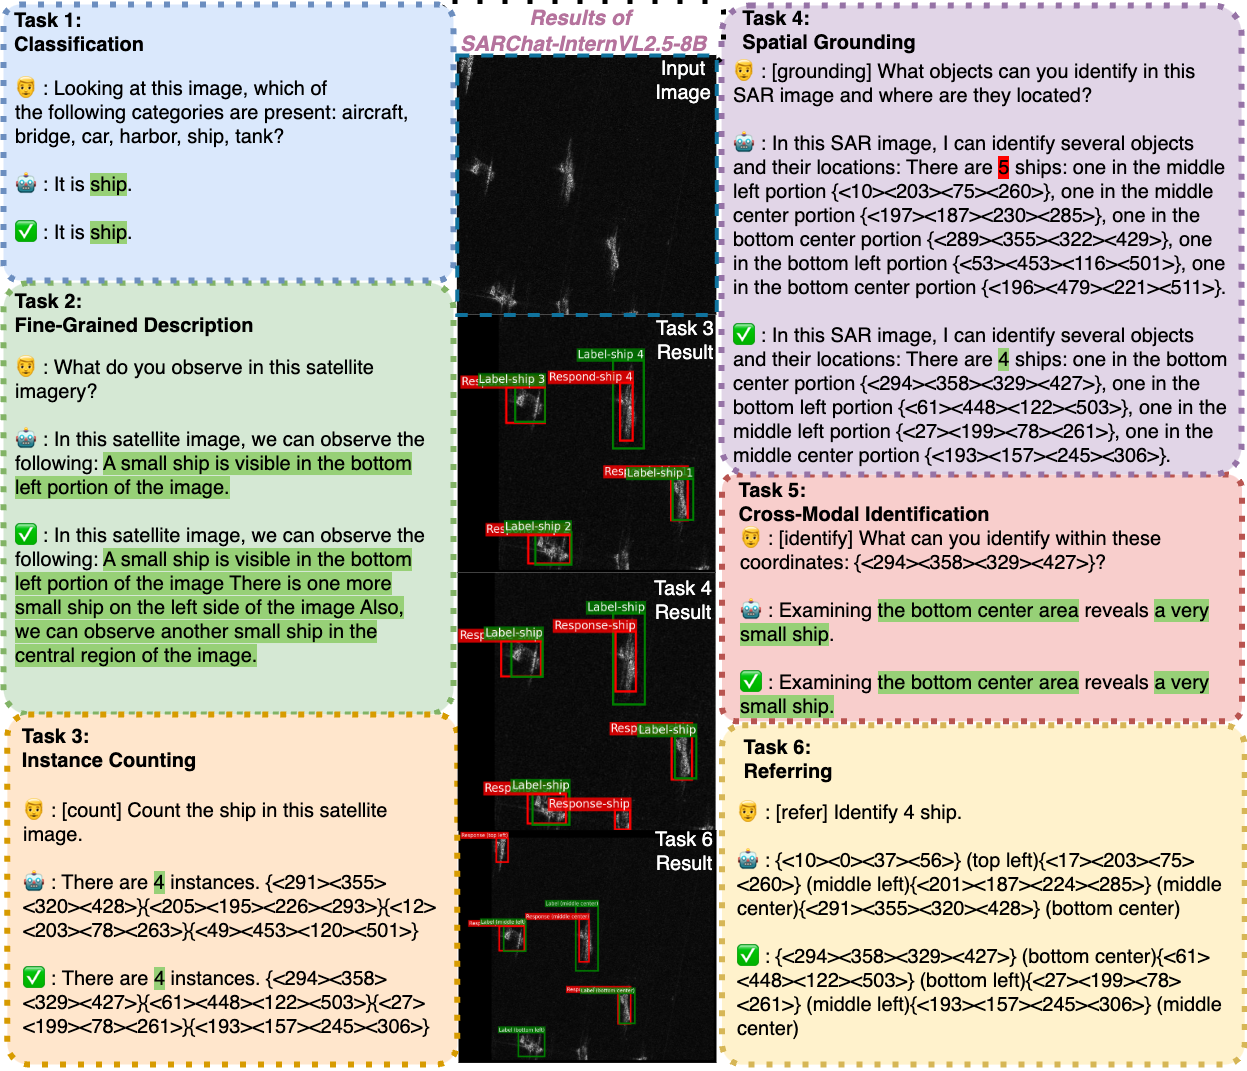 Task 1:
Classification
: Looking at this image, which of
the following categories are present: aircraft,
bridge, car, harbor, ship, tank?
: It is ship.
: It is ship.
Task 2:
Fine-Grained Description
: What do you observe in this satellite
imagery?
: In this satellite image, we can observe the
following: A small ship is visible in the bottom
left portion of the image.
: In this satellite image, we can observe the
following: A small ship is visible in the bottom
left portion of the image There is one more
small ship on the left side of the image Also,
we can observe another small ship in the
central region of the image.
Task 3:
Instance Counting
: [count] Count the ship in this satellite
image.
: There are 4 instances. {<291><355>
<320><428>}{<205><195><226><293>}{<12>
<203><78><263>}{<49><453><120><501>}
: There are 4 instances. {<294><358>
<329><427>}{<61><448><122><503>}{<27>
<199><78><261>}{<193><157><245><306>}
Results of
SARChat-InternVL2.5-8B
Input
Image
Task 3
Result
Label-ship 4
Res
Label-ship 3
Respond-ship 4
Res
Label-ship 1
Res
Label-ship 2
Task 4
Result
Label-ship
Response-ship
Resp
Label-ship
Resp
Label-ship
Resp
Label-ship
Response-ship
Task 6
Result
Response (top left)
Label (middle center)
Response (middle center)
Res
Label (middle left)
Resp
Label (bottom center)
Label (bottom left)
Task 4:
Spatial Grounding
: [grounding] What objects can you identify in this
SAR image and where are they located?
: In this SAR image, I can identify several objects
and their locations: There are 5 ships: one in the middle
left portion {<10><203><75><260>}, one in the middle
center portion {<197><187><230><285>}, one in the
bottom center portion {<289><355><322><429>}, one
in the bottom left portion {<53><453><116><501>}, one
in the bottom center portion {<196><479><221><511>}.
: In this SAR image, I can identify several objects
and their locations: There are 4 ships: one in the bottom
center portion {<294><358><329><427>}, one in the
bottom left portion {<61><448><122><503>}, one in the
middle left portion {<27><199><78><261>}, one in the
middle center portion {<193><157><245><306>}.
Task 5:
Cross-Modal Identification
: [identify] What can you identify within these
coordinates: {<294><358><329><427>}?
: Examining the bottom center area reveals a very
small ship.
: Examining the bottom center area reveals a very
small ship.
Task 6:
Referring
: [refer] Identify 4 ship.
: {<10><0><37><56>} (top left){<17><203><75>
<260>} (middle left){<201><187><224><285>} (middle
center){<291><355><320><428>} (bottom center)
: {<294><358><329><427>} (bottom center){<61>
<448><122><503>} (bottom left){<27><199><78>
<261>} (middle left){<193><157><245><306>} (middle
center)